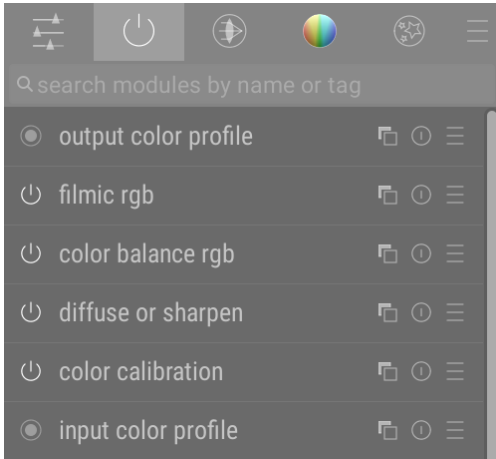 search modules by name or tag
output color profile
filmic rgb
color balance rgb
diffuse or sharpen
color calibration
input color profile